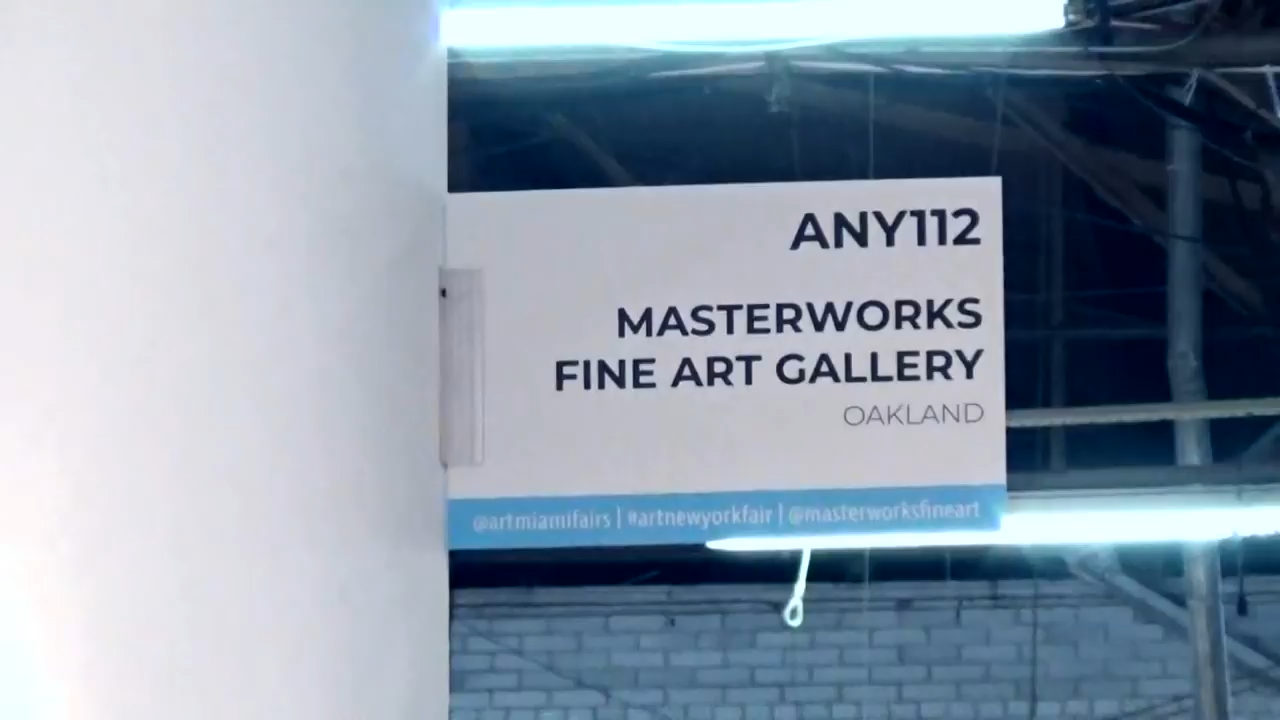 ANY112
MASTERWORKS
FINE ART GALLERY
OAKLAND
@artmiamifairs | #artnewyorkfair | @masterworksfineart